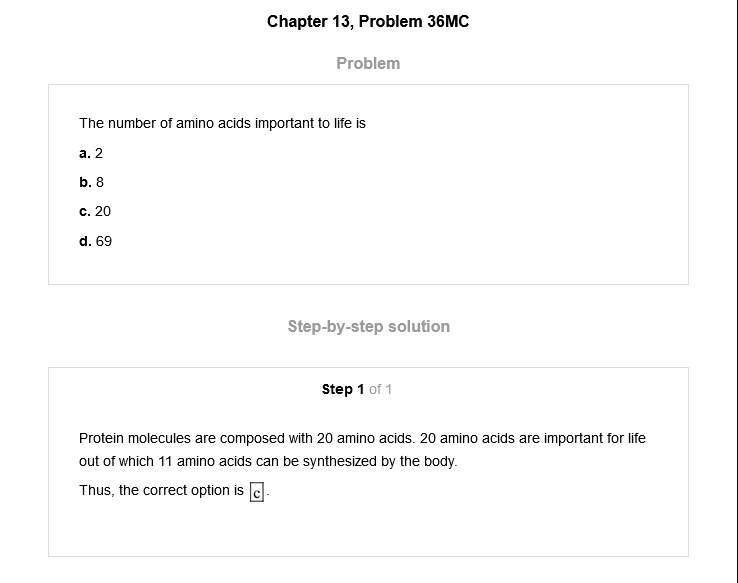 Chapter 13, Problem 36MC
Problem
The number of amino acids important to life is
a. 2
b. 8
c. 20
d. 69
Step-by-step solution
Step 1 of 1
Protein molecules are composed with 20 amino acids. 20 amino acids are important for life
out of which 11 amino acids can be synthesized by the body.
Thus, the correct option is c.